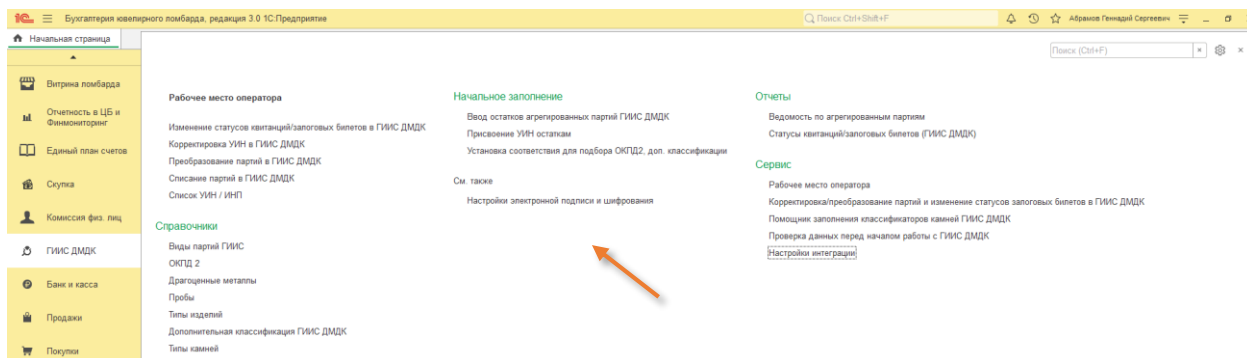 1С Бухгалтерия ювелирного ломбарда, редакция 3.0 1С:Предприятие
Поиск Ctrl+Shift+F
Абрамов Геннадий Сергеевич
Начальная страница
Поиск (Ctrl+F)
Витрина ломбарда
Отчетность в ЦБ и
Финмониторинг
Единый план счетов
Скупка
Комиссия физ. лиц
ГИИС ДМДК
Банк и касса
Продажи
Покупки
Рабочее место оператора
Изменение статусов квитанций/залоговых билетов в ГИИС ДМДК
Корректировка УИН в ГИИС ДМДК
Преобразование партий в ГИИС ДМДК
Списание партий в ГИИС ДМДК
Список УИН / ИНП
Справочники
Виды партий ГИИС
ОКПД 2
Драгоценные металлы
Пробы
Типы изделий
Дополнительная классификация ГИИС ДМДК
Типы камней
Начальное заполнение
Ввод остатков агрегированных партий ГИИС ДМДК
Присвоение УИН остаткам
Установка соответствия для подбора ОКПД2, доп. классификации
См. также
Настройки электронной подписи и шифрования
Отчеты
Ведомость по агрегированным партиям
Статусы квитанций/залоговых билетов (ГИИС ДМДК)
Сервис
Рабочее место оператора
Корректировка/преобразование партий и изменение статусов залоговых билетов в ГИИС ДМДК
Помощник заполнения классификаторов камней ГИИС ДМДК
Проверка данных перед началом работы с ГИИС ДМДК
Настройки интеграции